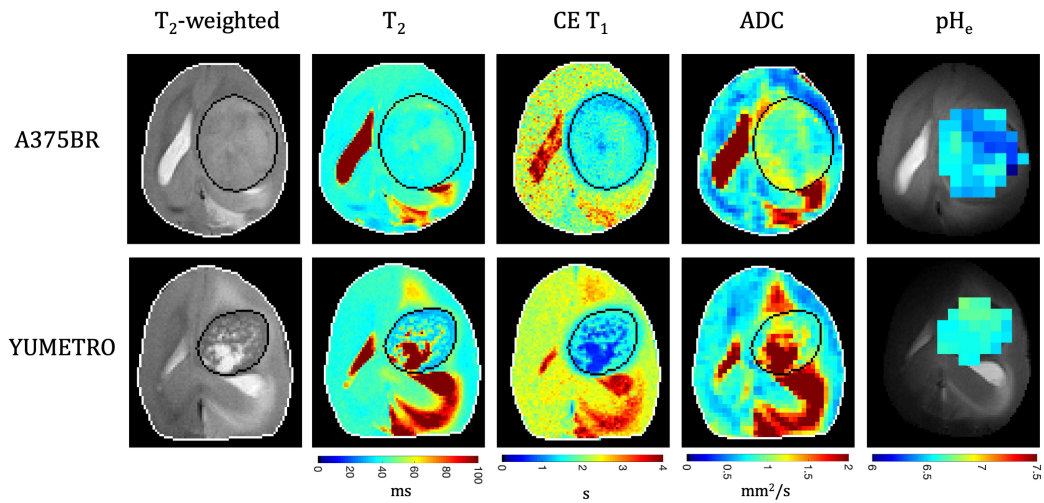 T₂-weighted T₂ CE T₁ ADC pHₑ
A375BR
YUMETRO
0 20 40 60 80 100 0 1 2 3 4 0 0.5 1 1.5 2 6 6.5 7 7.5
ms s mm²/s